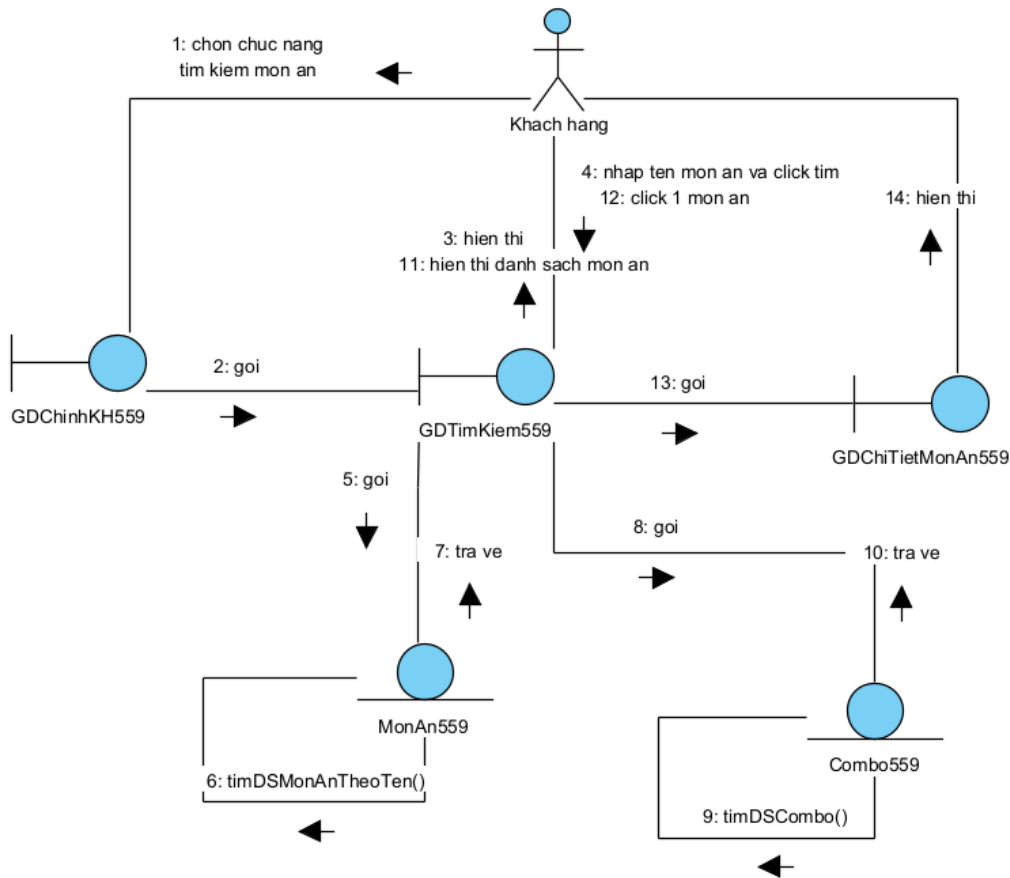 1: chon chuc nang
tim kiem mon an
Khach hang
4: nhap ten mon an va click tim
12: click 1 mon an
14: hien thi
3: hien thi
11: hien thi danh sach mon an
2: goi
GDChinhKH559
GDTimKiem559
13: goi
GDChiTietMonAn559
5: goi
7: tra ve
8: goi
10: tra ve
MonAn559
6: timDSMonAnTheoTen()
Combo559
9: timDSCombo()